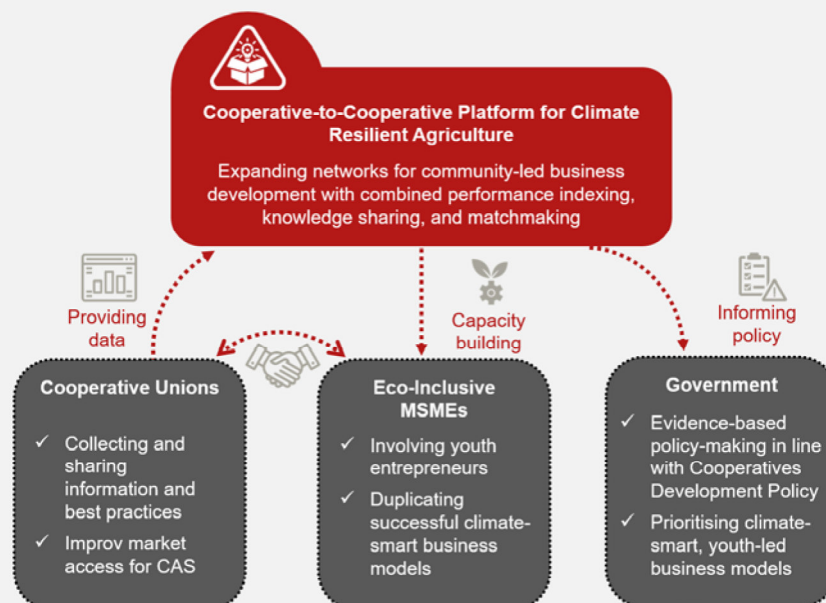 Cooperative-to-Cooperative Platform for Climate
Resilient Agriculture
Expanding networks for community-led business
development with combined performance indexing,
knowledge sharing, and matchmaking
Providing
data
Capacity
building
Informing
policy
Cooperative Unions
✓ Collecting and
sharing
information and
best practices
✓ Improv market
access for CAS
Eco-Inclusive
MSMEs
✓ Involving youth
entrepreneurs
✓ Duplicating
successful climate-
smart business
models
Government
✓ Evidence-based
policy-making in line
with Cooperatives
Development Policy
✓ Prioritising climate-
smart, youth-led
business models